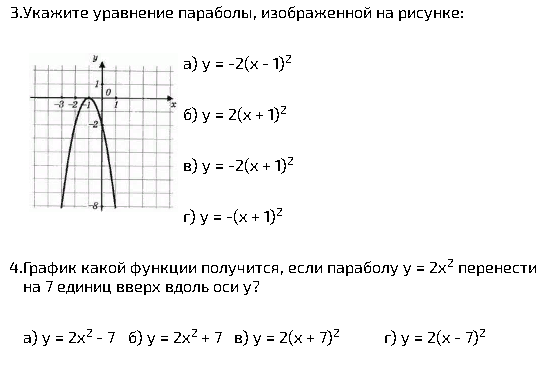 3.Укажите уравнение параболы, изображенной на рисунке:
y
а) y = -2(x - 1)²
1
0
-3 -2 -1 1 x
б) y = 2(x + 1)²
-2
в) y = -2(x + 1)²
-8
г) y = -(x + 1)²
4.График какой функции получится, если параболу y = 2x² перенести
на 7 единиц вверх вдоль оси y?
а) y = 2x² - 7 б) y = 2x² + 7 в) y = 2(x + 7)² г) y = 2(x - 7)²